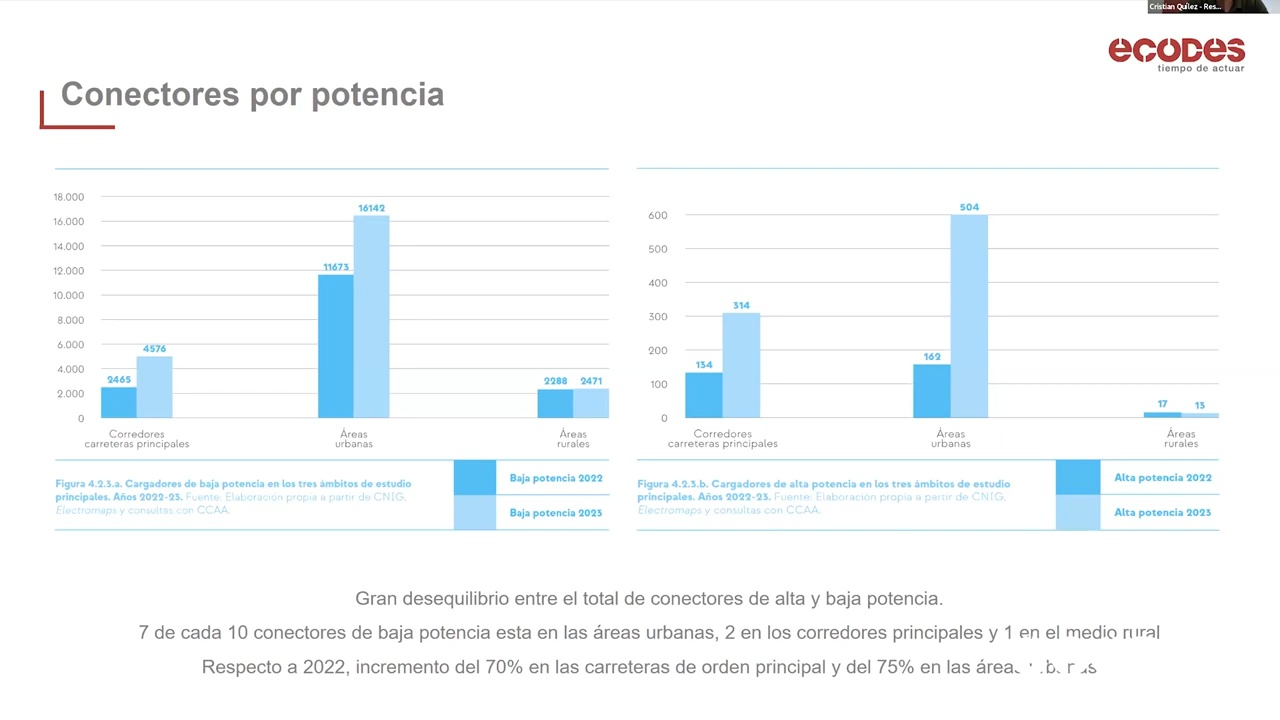 Cristian Quílez - Res...
ecodes
tiempo de actuar
Conectores por potencia
18.000
16.000
14.000
12.000
10.000
8.000
6.000
4.000
2.000
0
2465
4576
11673
16142
2288
2471
Corredores
carreteras principales
Áreas
urbanas
Áreas
rurales
Figura 4.2.3.a. Cargadores de baja potencia en los tres ámbitos de estudio
principales. Años 2022-23. Fuente: Elaboración propia a partir de CNIG,
Electromaps y consultas con CCAA.
Baja potencia 2022
Baja potencia 2023
600
500
400
300
200
100
0
134
314
162
504
17
13
Corredores
carreteras principales
Áreas
urbanas
Áreas
rurales
Figura 4.2.3.b. Cargadores de alta potencia en los tres ámbitos de estudio
principales. Años 2022-23. Fuente: Elaboración propia a partir de CNIG,
Electromaps y consultas con CCAA.
Alta potencia 2022
Alta potencia 2023
Gran desequilibrio entre el total de conectores de alta y baja potencia.
7 de cada 10 conectores de baja potencia esta en las áreas urbanas, 2 en los corredores principales y 1 en el medio rural
Respecto a 2022, incremento del 70% en las carreteras de orden principal y del 75% en las